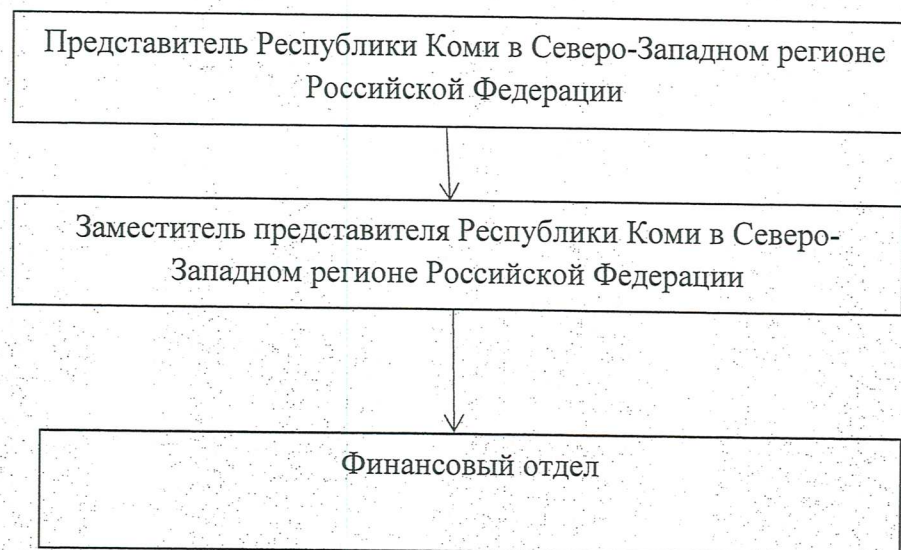 Представитель Республики Коми в Северо-Западном регионе
Российской Федерации
Заместитель представителя Республики Коми в Северо-
Западном регионе Российской Федерации
Финансовый отдел